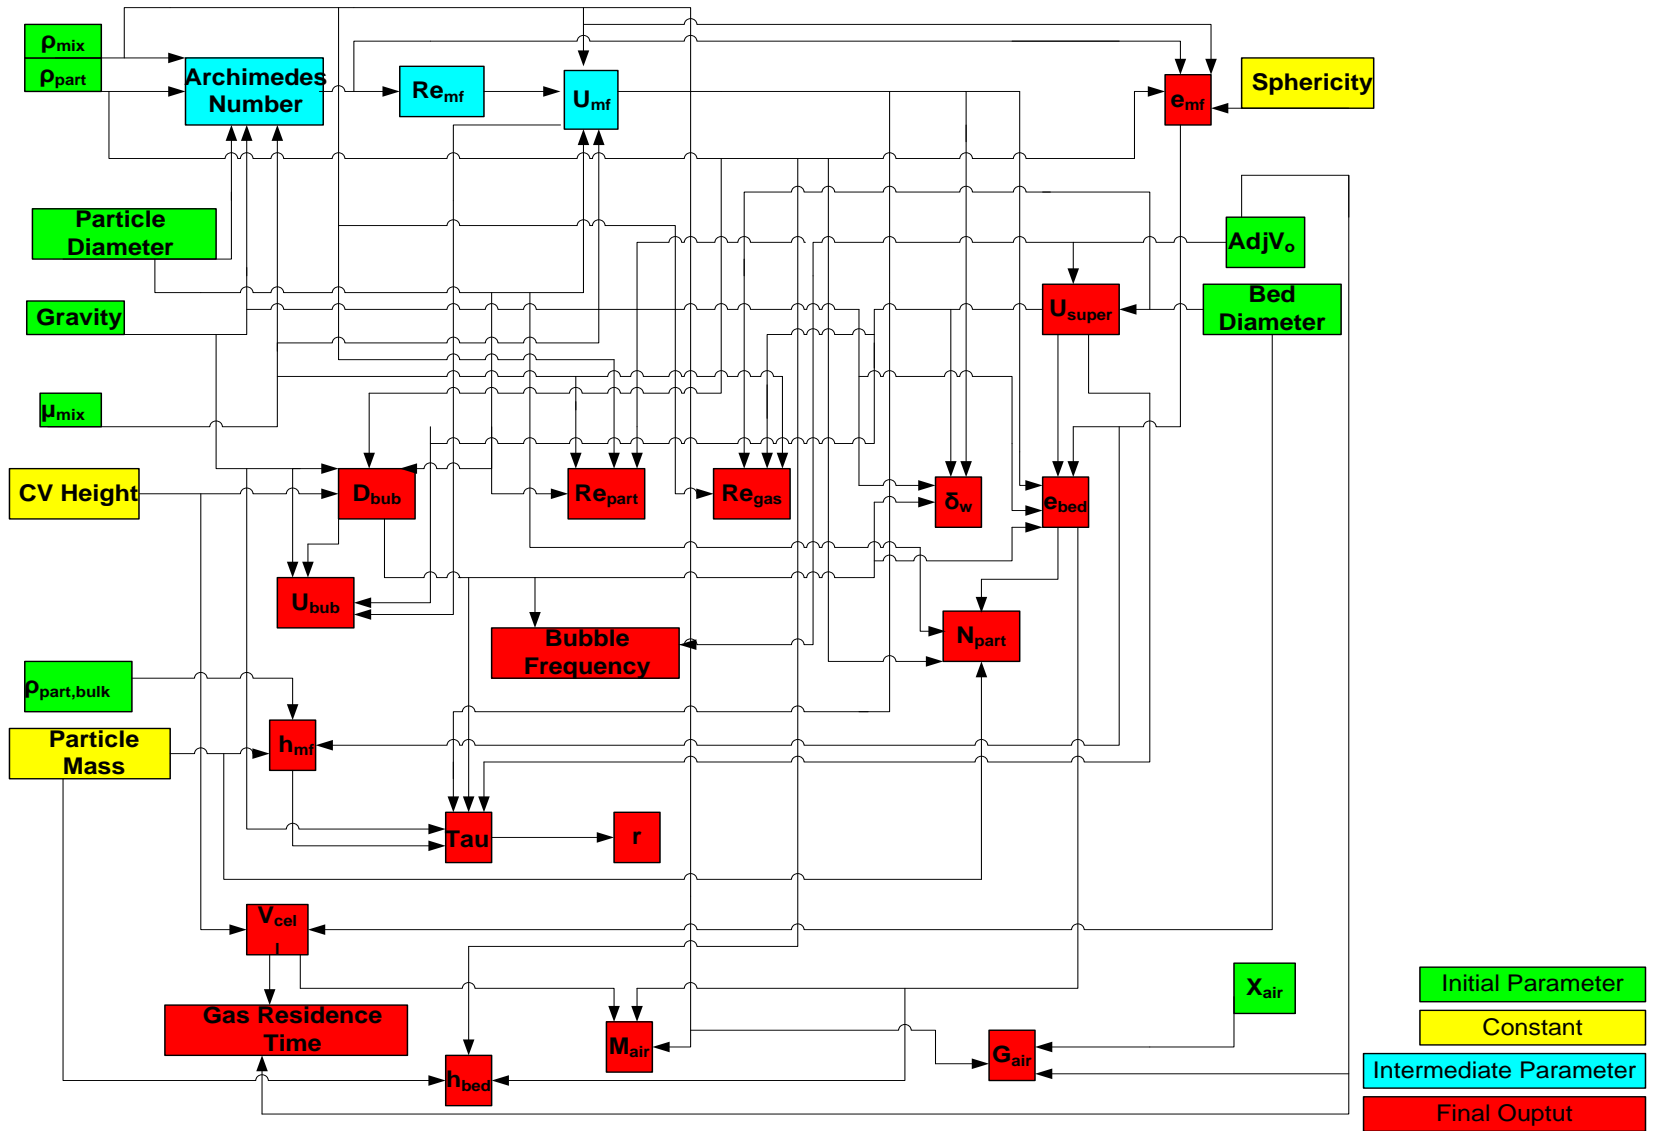 ρmix
ρpart
Archimedes
Number
Remf
Umf
emf
Sphericity
Particle
Diameter
AdjVo
Gravity
Usuper
Bed
Diameter
μmix
CV Height
Dbub
Repart
Regas
δw
ebed
Ubub
Bubble
Frequency
Npart
ρpart,bulk
Particle
Mass
hmf
Tau
r
Vcel
l
Gas Residence
Time
Mair
hbed
Gair
Xair
Initial Parameter
Constant
Intermediate Parameter
Final Ouptut